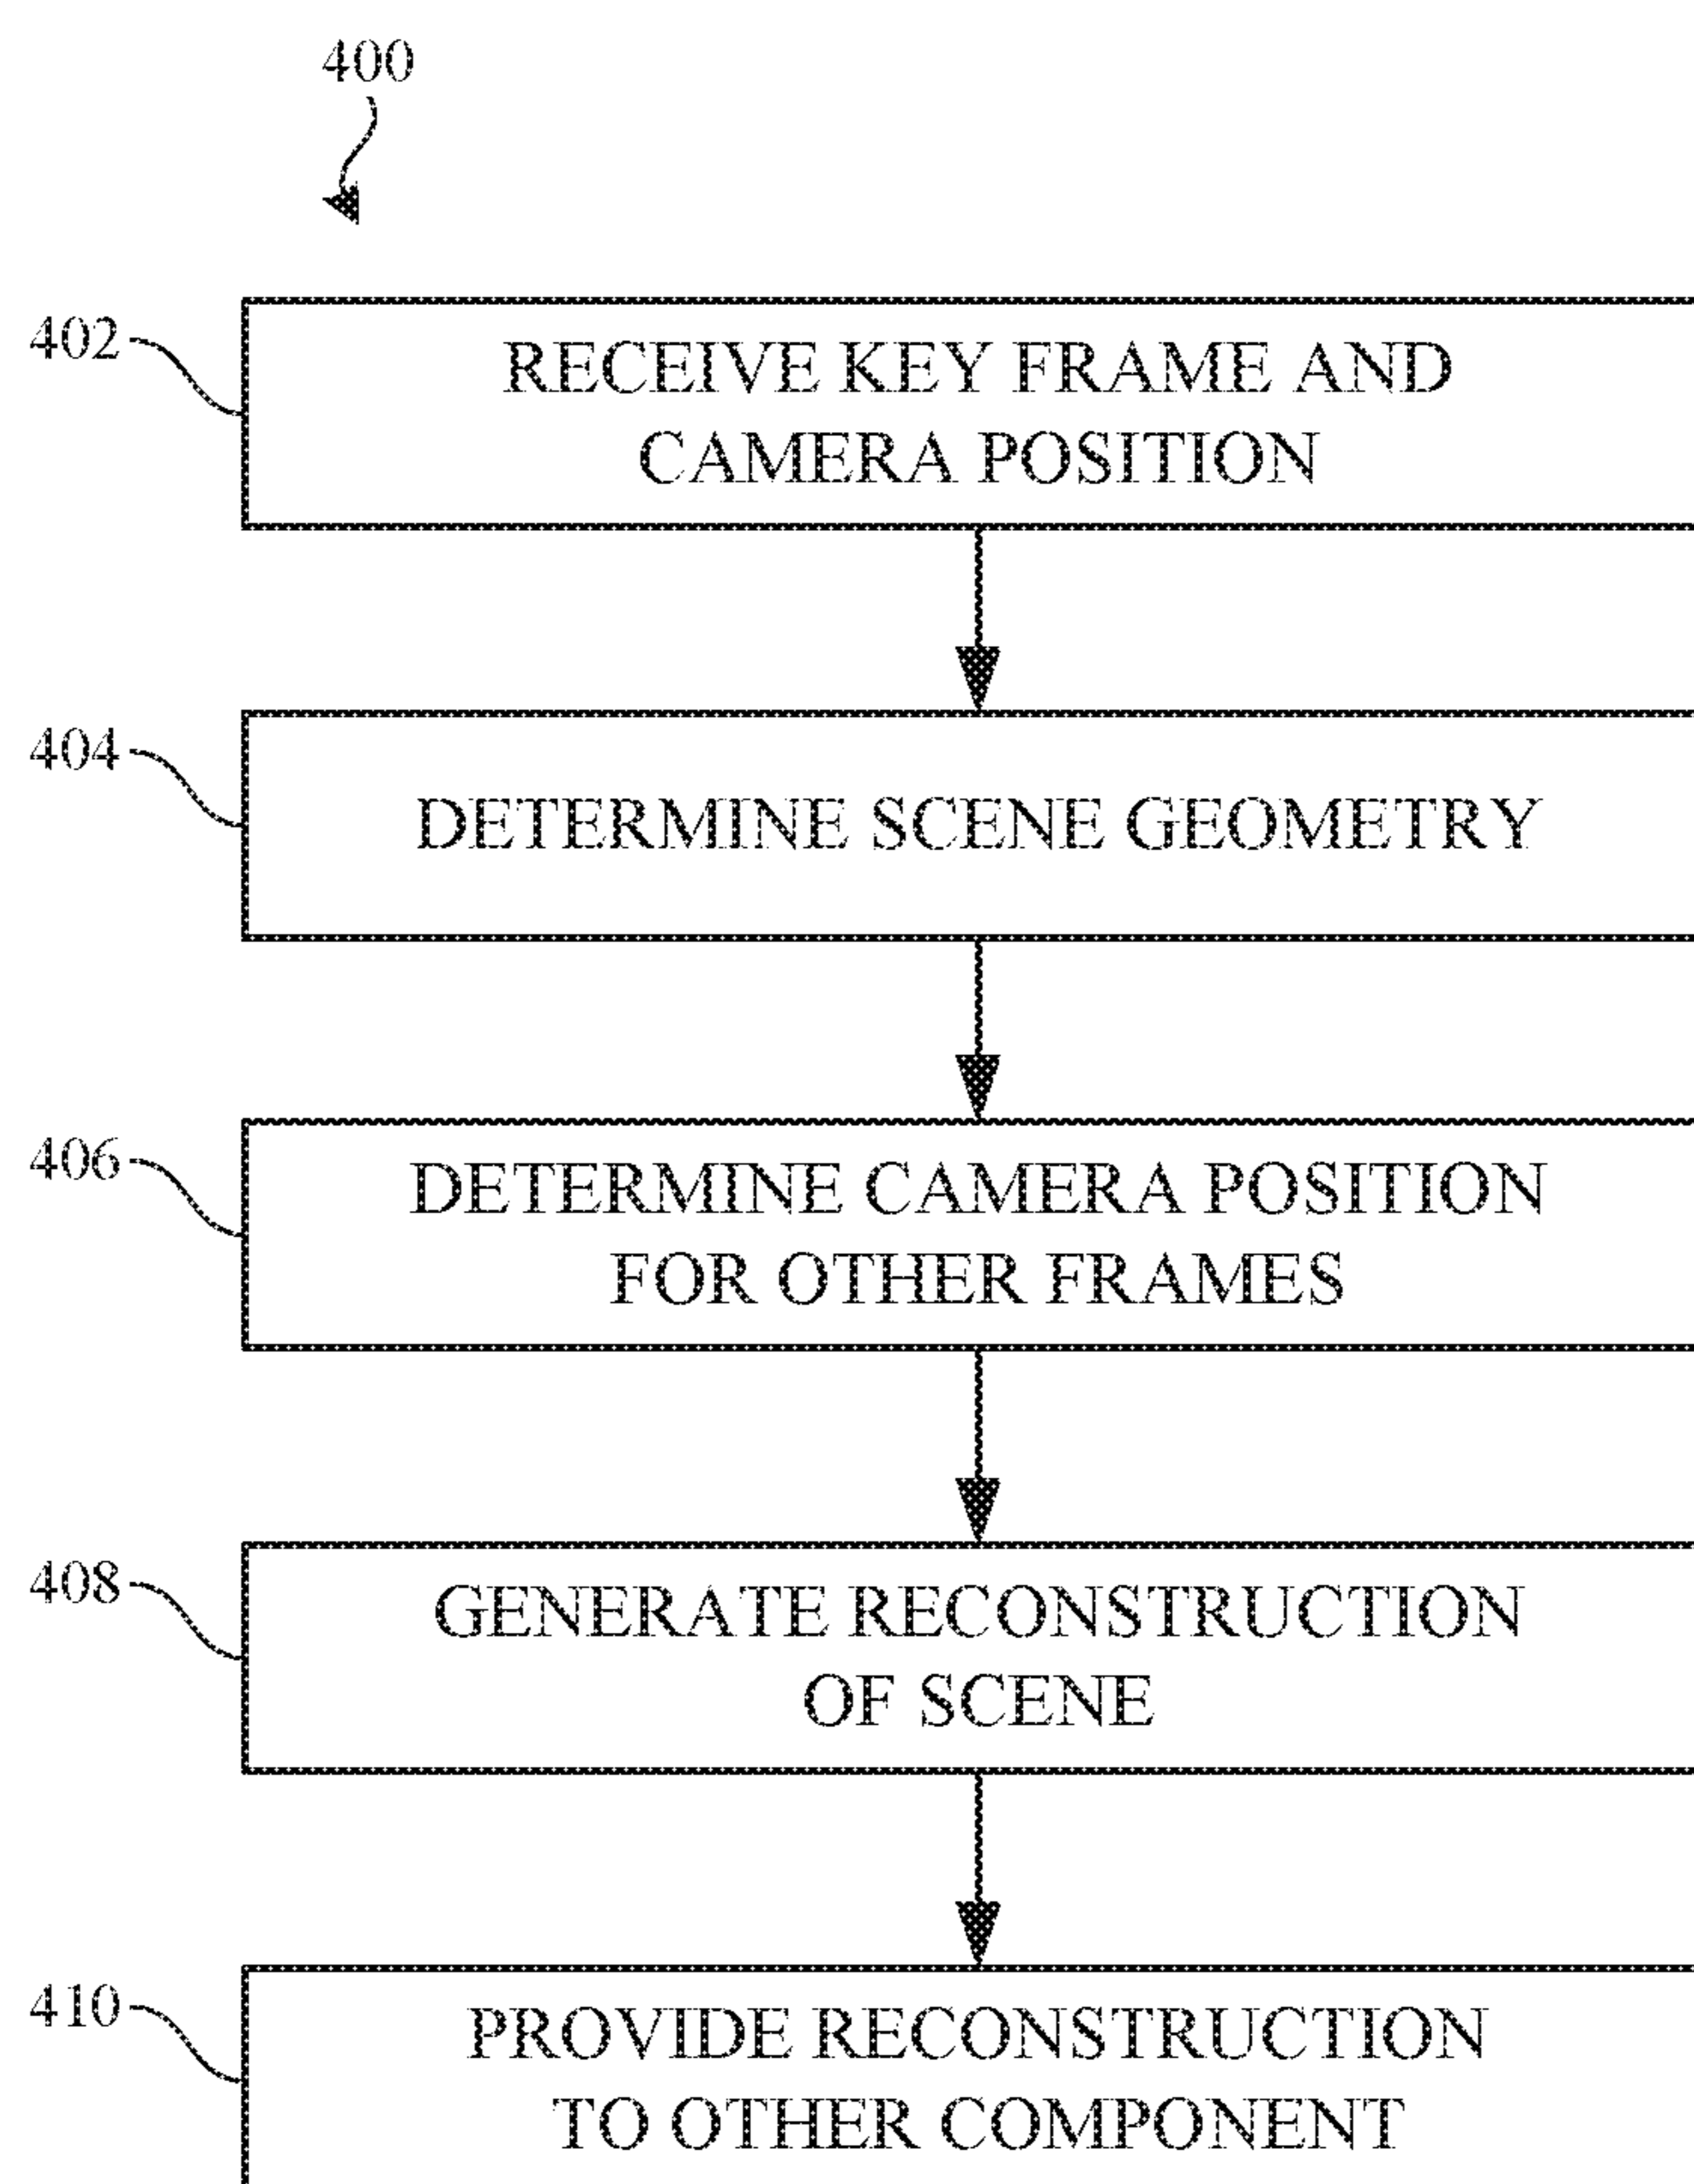 400
402
RECEIVE KEY FRAME AND
CAMERA POSITION
404
DETERMINE SCENE GEOMETRY
406
DETERMINE CAMERA POSITION
FOR OTHER FRAMES
408
GENERATE RECONSTRUCTION
OF SCENE
410
PROVIDE RECONSTRUCTION
TO OTHER COMPONENT